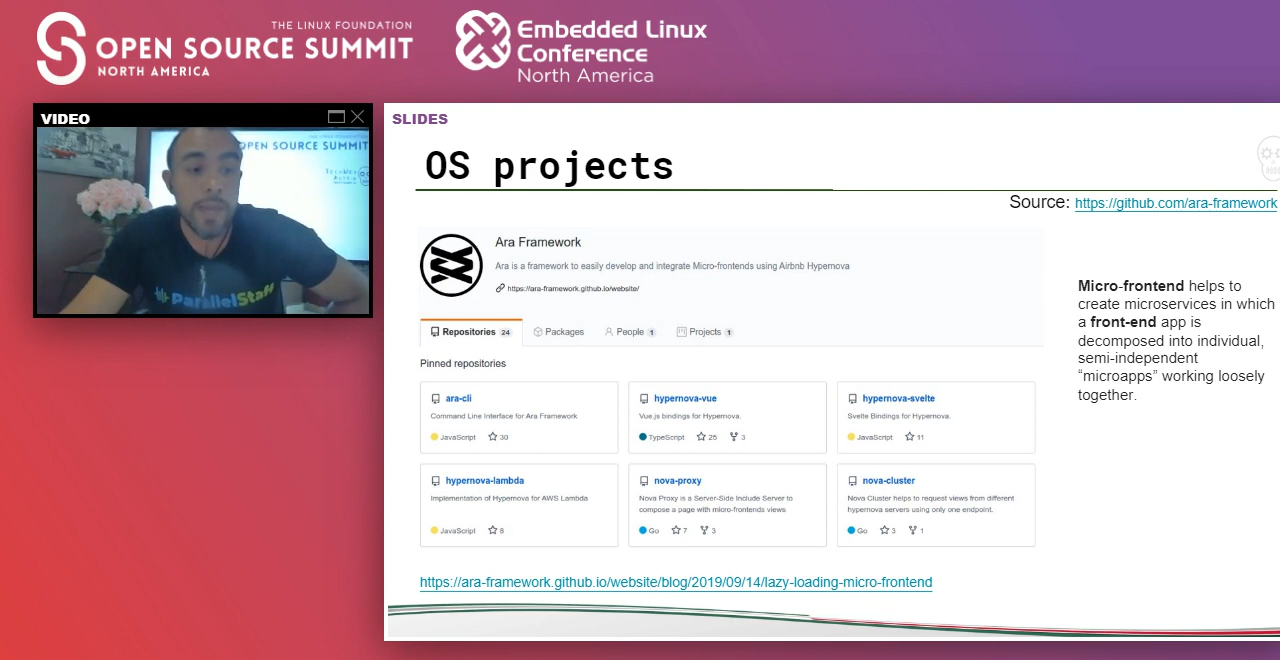 THE LINUX FOUNDATION
OPEN SOURCE SUMMIT
NORTH AMERICA
Embedded Linux
Conference
North America
VIDEO
OPEN SOURCE SUMMIT
ParallelStaff
SLIDES
OS projects
Source: https://github.com/ara-framework
Ara Framework
Ara is a framework to easily develop and integrate Micro-frontends using Airbnb Hypernova
https://ara-framework.github.io/website/
Repositories 24 Packages People 1 Projects 1
Pinned repositories
ara-cli
Command Line Interface for Ara Framework
JavaScript 30
hypernova-vue
Vue.js bindings for Hypernova.
TypeScript 25 3
hypernova-svelte
Svelte Bindings for Hypernova.
JavaScript 11
hypernova-lambda
Implementation of Hypernova for AWS Lambda
JavaScript 8
nova-proxy
Nova Proxy is a Server-Side Include Server to
compose a page with micro-frontends views
Go 7 3
nova-cluster
Nova Cluster helps to request views from different
hypernova servers using only one endpoint.
Go 3 1
Micro-frontend helps to
create microservices in which
a front-end app is
decomposed into individual,
semi-independent
“microapps” working loosely
together.
https://ara-framework.github.io/website/blog/2019/09/14/lazy-loading-micro-frontend